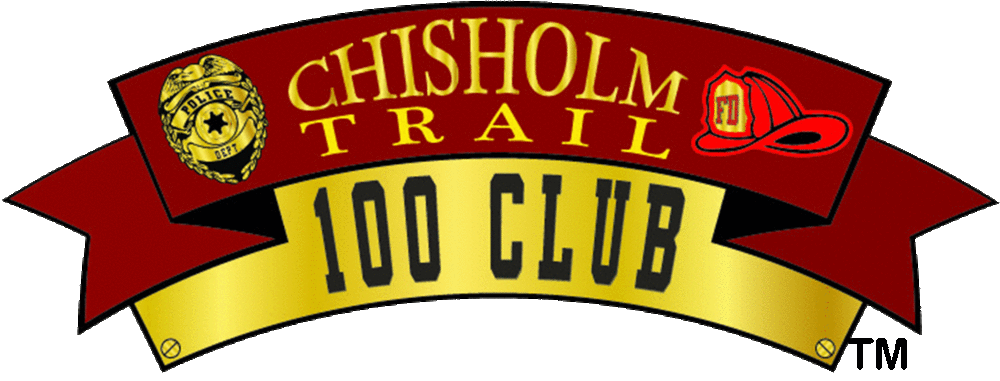 CHISHOLM
TRAIL
POLICE
DEPT
FD
100 CLUB
TM